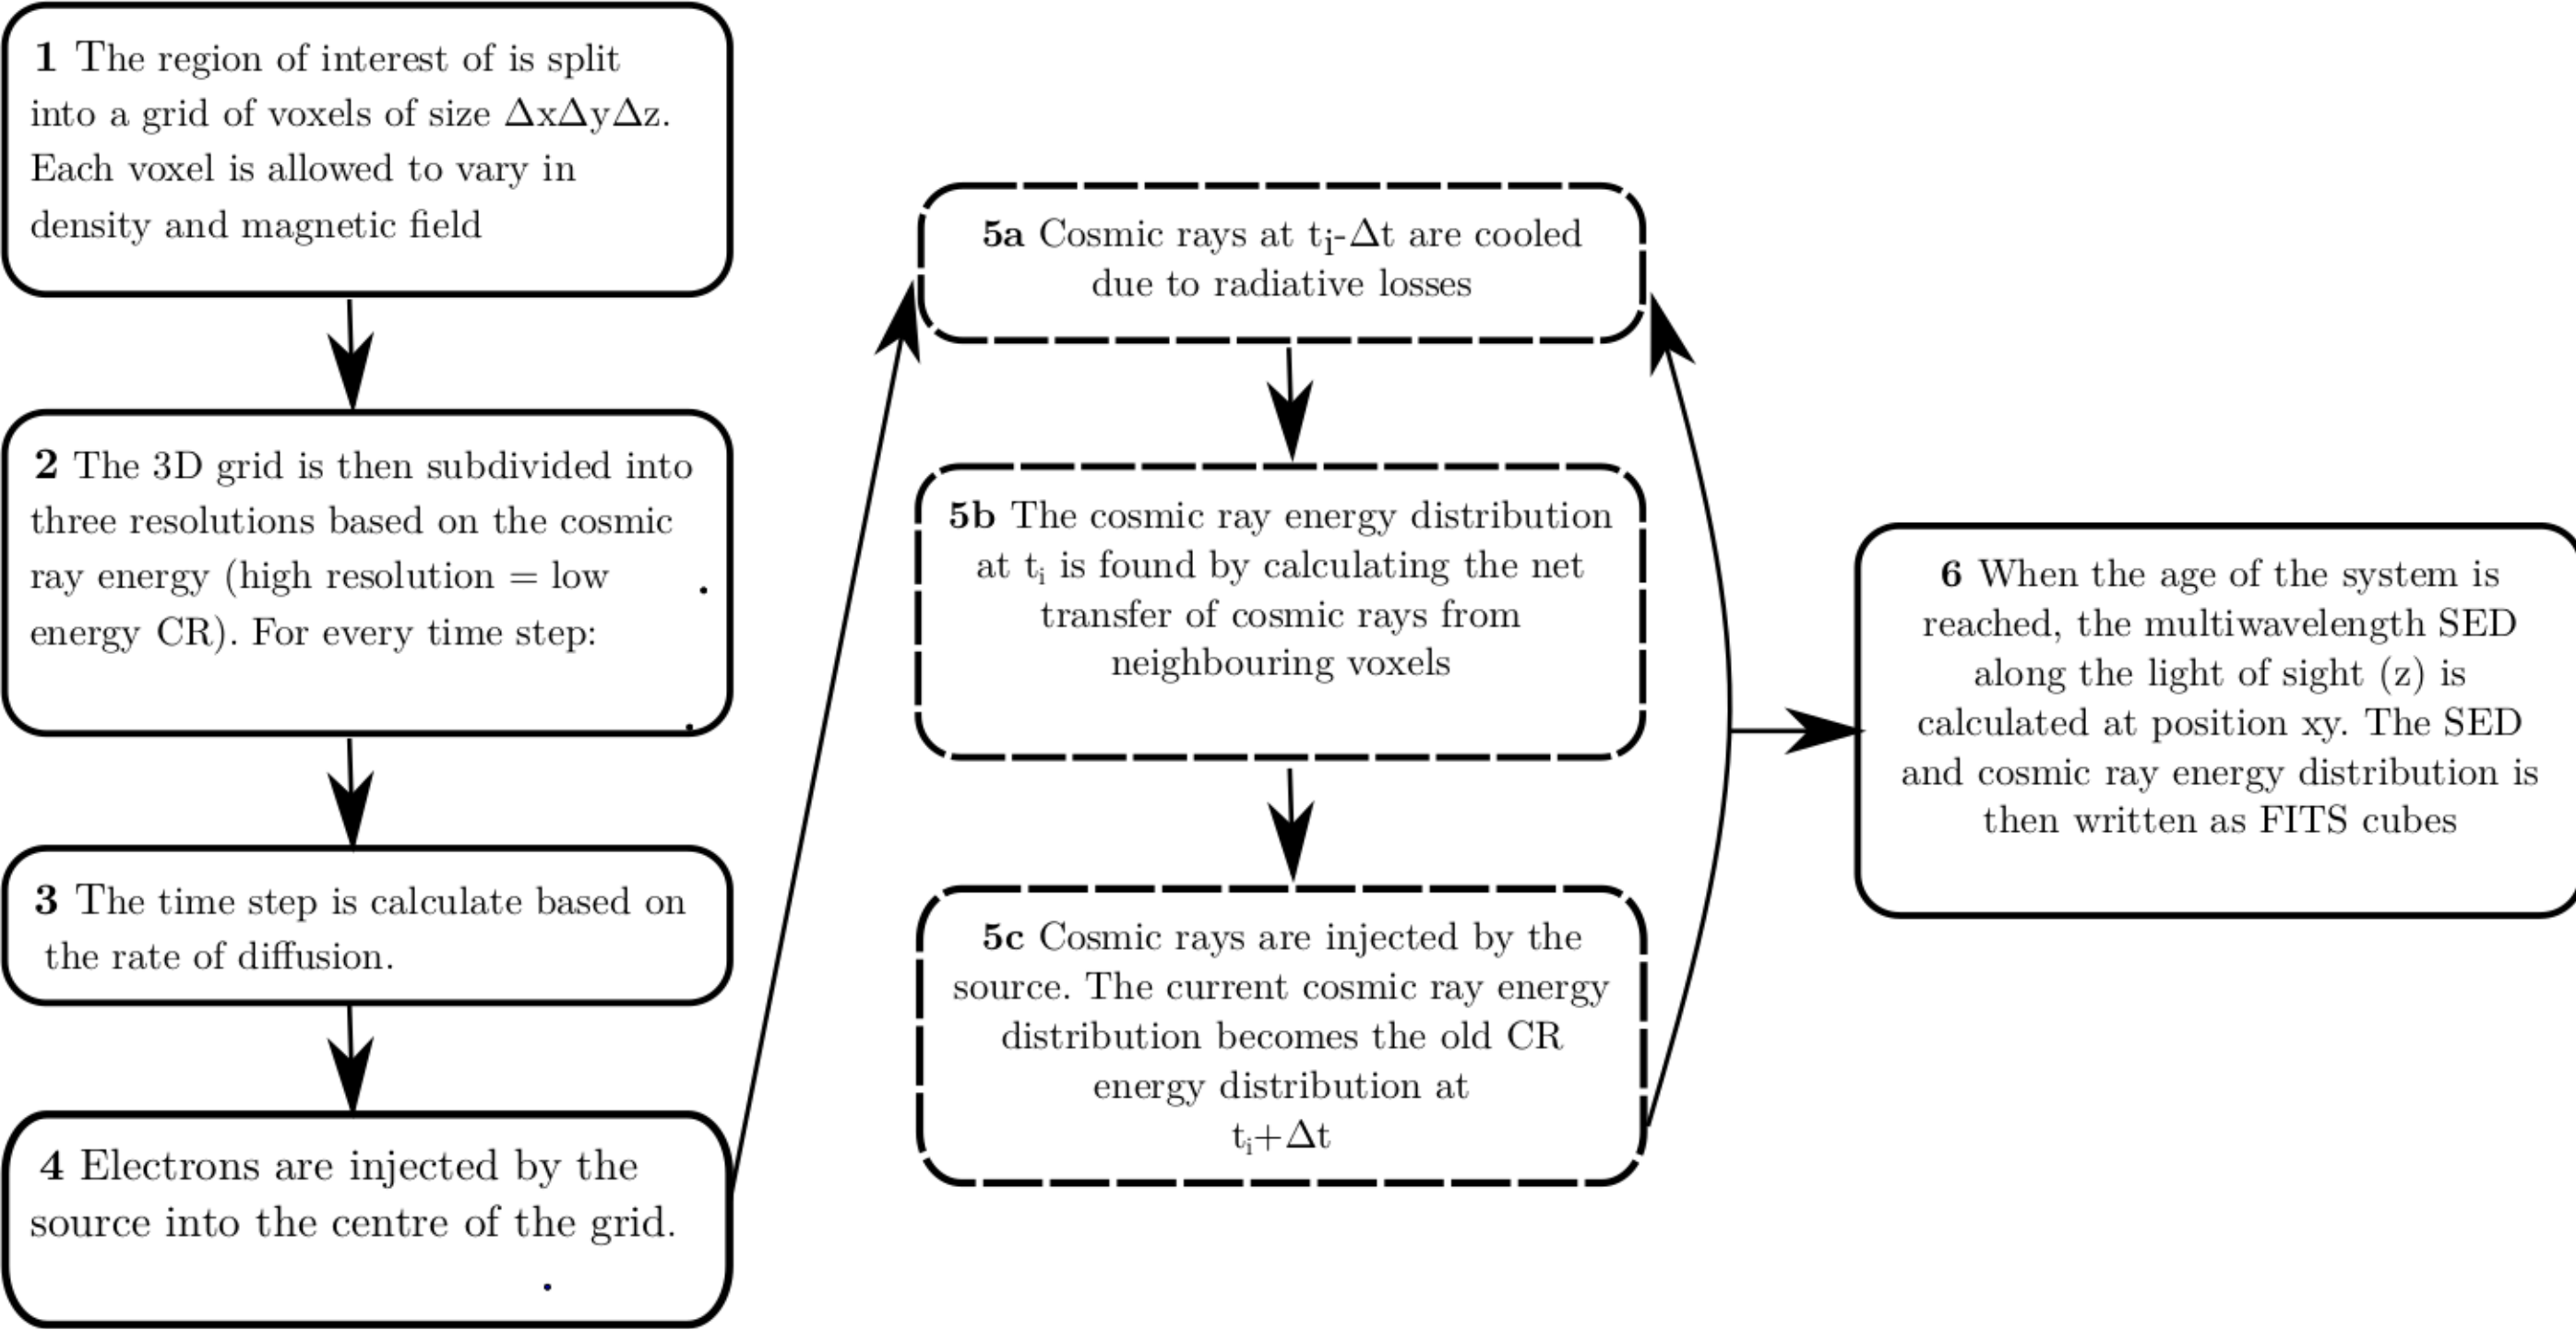 1 The region of interest of is split
into a grid of voxels of size ΔxΔyΔz.
Each voxel is allowed to vary in
density and magnetic field
2 The 3D grid is then subdivided into
three resolutions based on the cosmic
ray energy (high resolution = low
energy CR). For every time step:
3 The time step is calculate based on
the rate of diffusion.
4 Electrons are injected by the
source into the centre of the grid.
5a Cosmic rays at tᵢ-Δt are cooled
due to radiative losses
5b The cosmic ray energy distribution
at tᵢ is found by calculating the net
transfer of cosmic rays from
neighbouring voxels
5c Cosmic rays are injected by the
source. The current cosmic ray energy
distribution becomes the old CR
energy distribution at
tᵢ+Δt
6 When the age of the system is
reached, the multiwavelength SED
along the light of sight (z) is
calculated at position xy. The SED
and cosmic ray energy distribution is
then written as FITS cubes